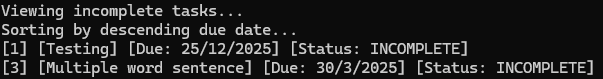 Viewing incomplete tasks...
Sorting by descending due date...
[1] [Testing] [Due: 25/12/2025] [Status: INCOMPLETE]
[3] [Multiple word sentence] [Due: 30/3/2025] [Status: INCOMPLETE]